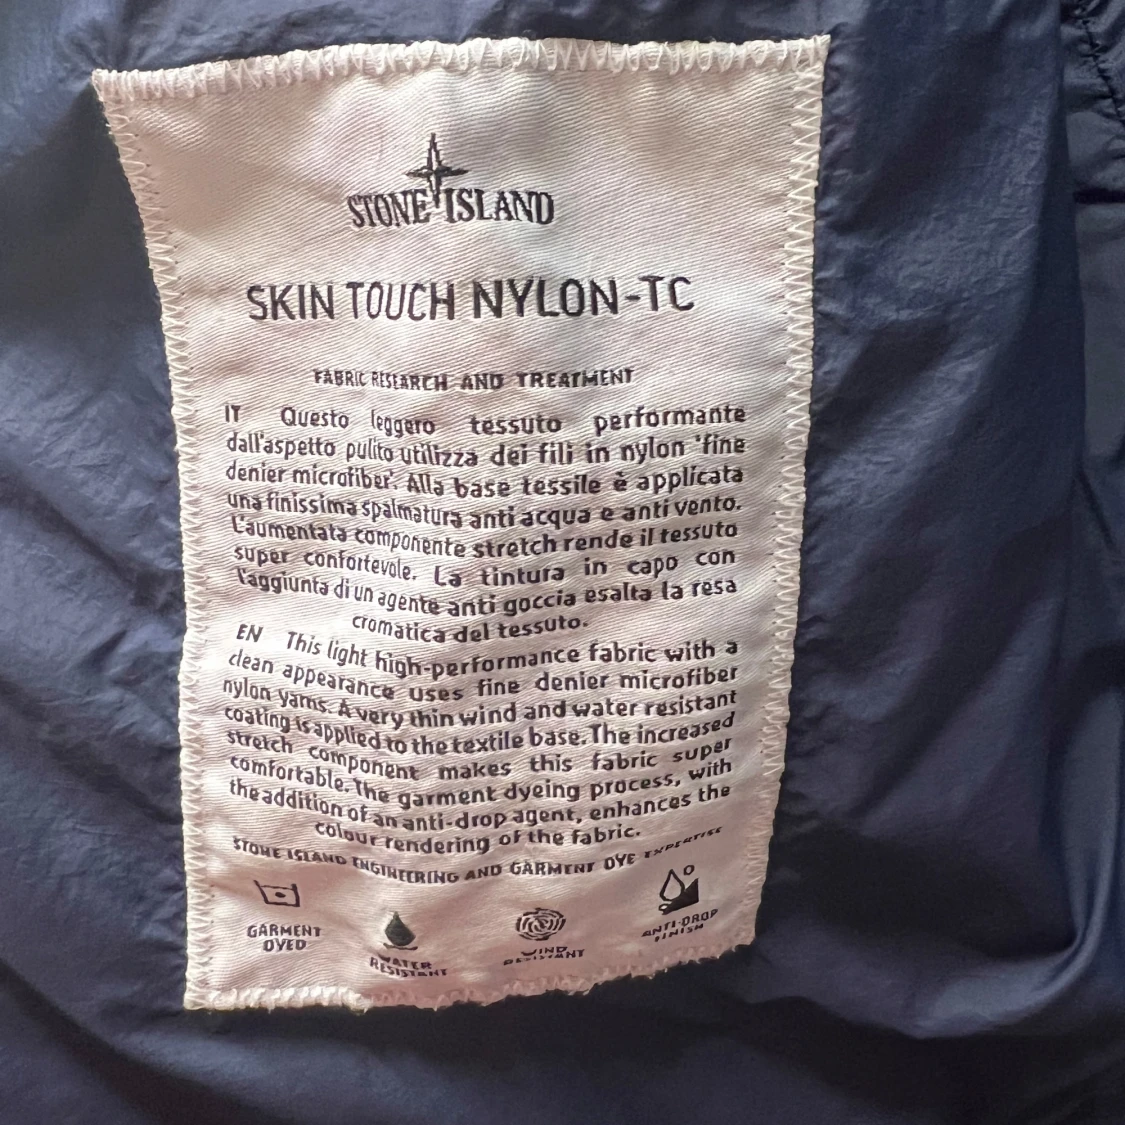 STONE ISLAND
SKIN TOUCH NYLON-TC
FABRIC RESEARCH AND TREATMENT
IT Questo leggero tessuto performante
dall'aspetto pulito utilizza dei fili in nylon 'fine
denier microfiber'. Alla base tessile è applicata
una finissima spalmatura anti acqua e anti vento.
L'aumentata componente stretch rende il tessuto
super confortevole. La tintura in capo con
l'aggiunta di un agente anti goccia esalta la resa
cromatica del tessuto.
EN This light high-performance fabric with a
clean appearance uses fine denier microfiber
nylon yarns. A very thin wind and water resistant
coating is applied to the textile base. The increased
stretch component makes this fabric super
comfortable. The garment dyeing process, with
the addition of an anti-drop agent, enhances the
colour rendering of the fabric.
STONE ISLAND ENGINEERING AND GARMENT DYE EXPERTISE
GARMENT
DYED
WATER
RESISTANT
WIND
RESISTANT
ANTI-DROP
FINISH